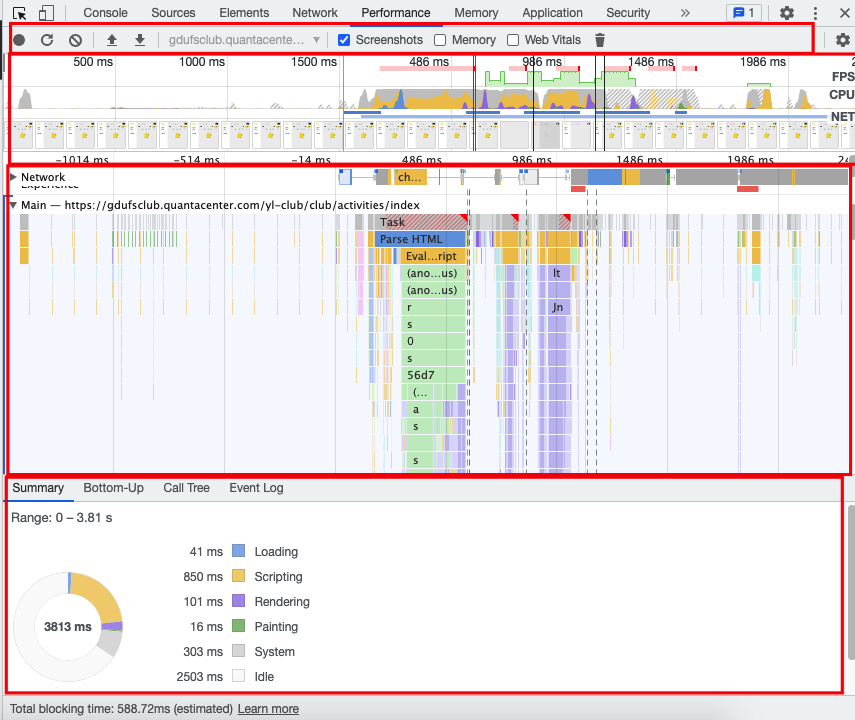 Console Sources Elements Network Performance Memory Application Security » 1
gdufsclub.quantacente… Screenshots Memory Web Vitals
500 ms 1000 ms 1500 ms 486 ms 986 ms 1486 ms 1986 ms 2
FPS
CPU
NET
-1014 ms -514 ms -14 ms 486 ms 986 ms 1486 ms 1986 ms 24
Network ch…
Experience
Main — https://gdufsclub.quantacenter.com/yl-club/club/activities/index
Task
Parse HTML
Eval…ript
(ano…us) It
(ano…us)
r Jn
s
0
s
56d7
(…
a
s
s
Summary Bottom-Up Call Tree Event Log
Range: 0 – 3.81 s
41 ms Loading
850 ms Scripting
101 ms Rendering
3813 ms
16 ms Painting
303 ms System
2503 ms Idle
Total blocking time: 588.72ms (estimated) Learn more